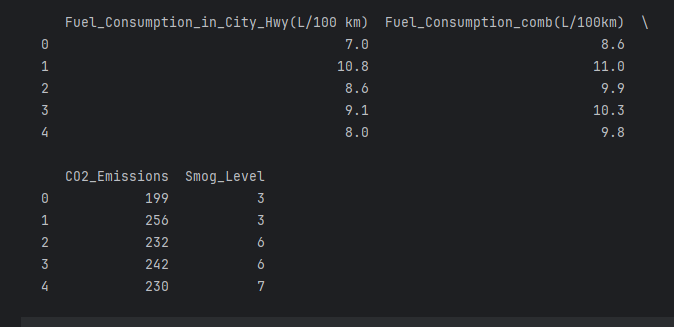 Fuel_Consumption_in_City_Hwy(L/100 km)  Fuel_Consumption_comb(L/100km)  \
0                                     7.0                             8.6
1                                    10.8                            11.0
2                                     8.6                             9.9
3                                     9.1                            10.3
4                                     8.0                             9.8
CO2_Emissions  Smog_Level
0            199           3
1            256           3
2            232           6
3            242           6
4            230           7